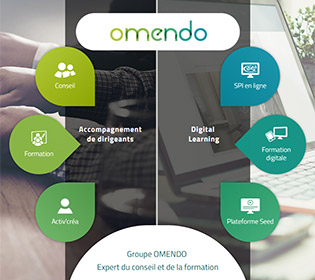 omendo
Conseil
SPI en ligne
Accompagnement
de dirigeants
Digital
Learning
Formation
Formation
digitale
Activ'créa
Plateforme Seed
Groupe OMENDO
Expert du conseil et de la formation